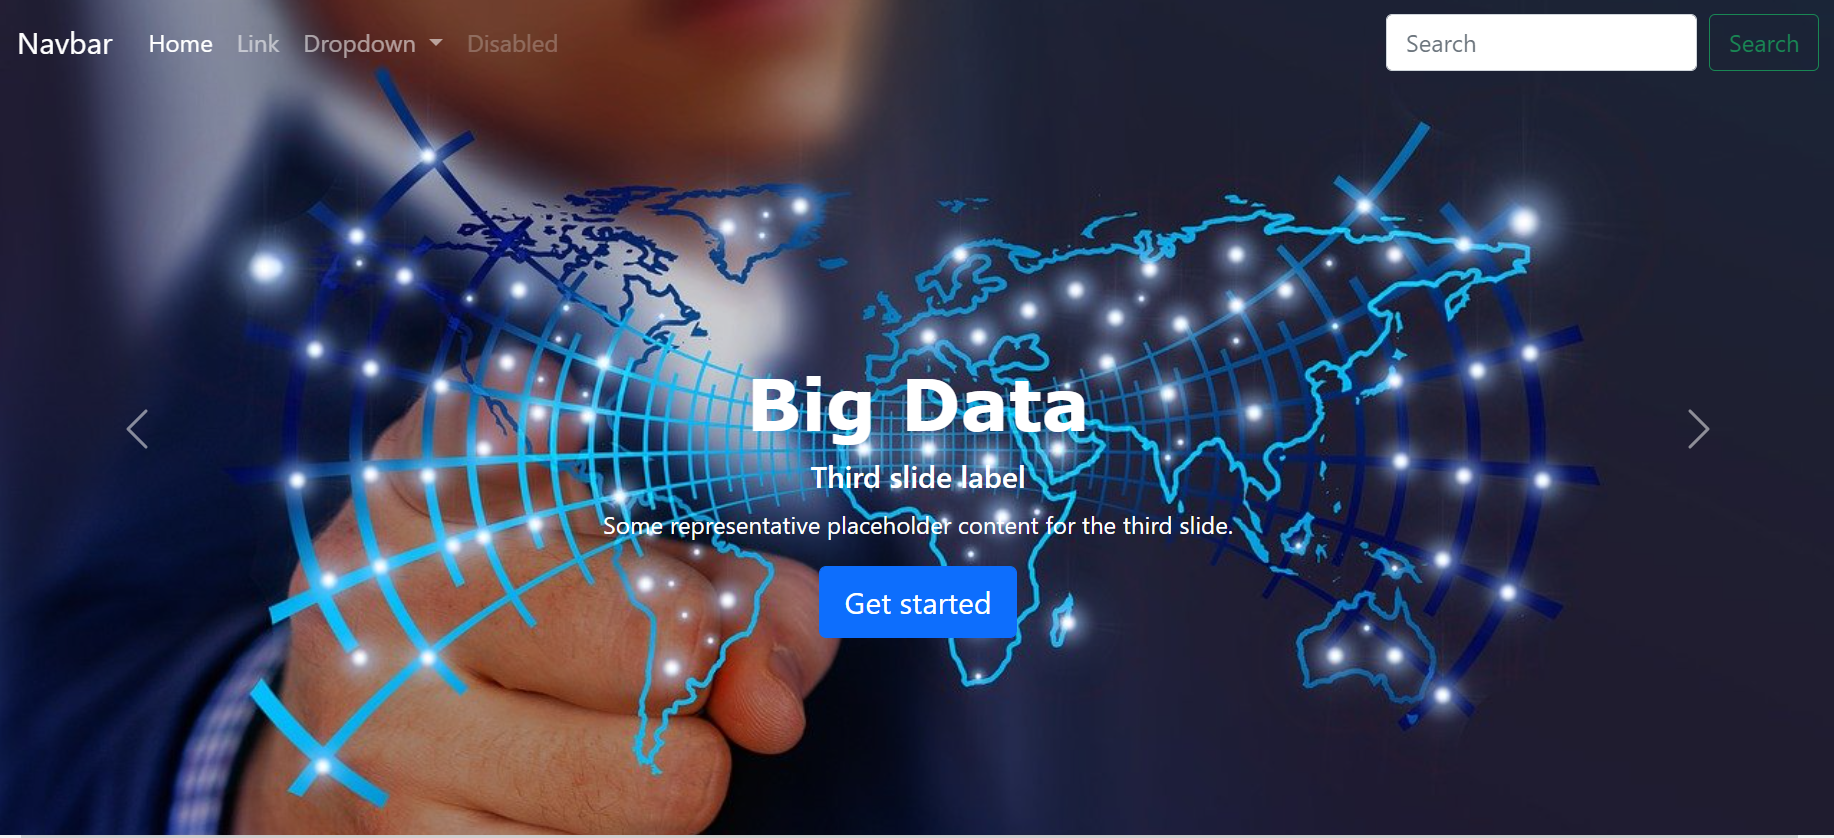 Navbar Home Link Dropdown Disabled Search Search
Big Data
Third slide label
Some representative placeholder content for the third slide.
Get started